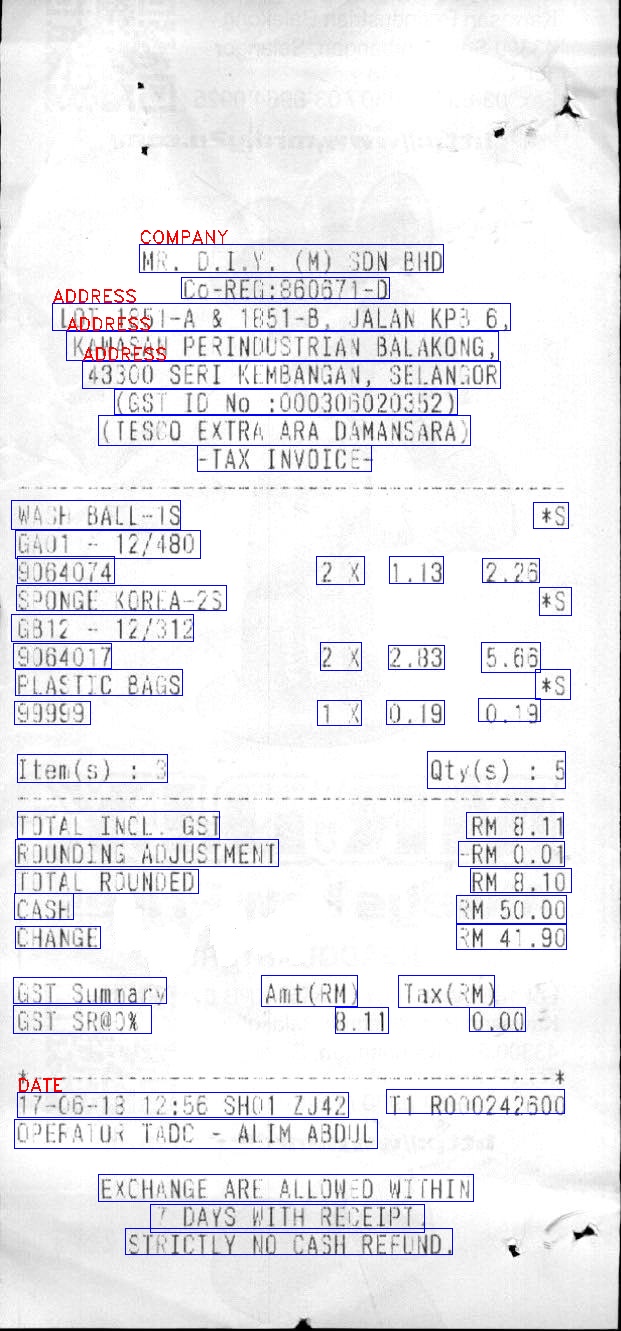 COMPANY
MR. D.I.Y. (M) SDN BHD
Co-REG:860671-D
ADDRESS
LOT 1851-A & 1851-B, JALAN KPB 6,
ADDRESS
KAWASAN PERINDUSTRIAN BALAKONG,
ADDRESS
43300 SERI KEMBANGAN, SELANGOR
(GST ID No :000306020352)
(TESCO EXTRA ARA DAMANSARA)
-TAX INVOICE-
WASH BALL-1S *S
GA01 - 12/480
9064074 2 X 1.13 2.26
SPONGE KOREA-2S *S
GB12 - 12/312
9064017 2 X 2.83 5.66
PLASTIC BAGS *S
99999 1 X 0.19 0.19
Item(s) : 3 Qty(s) : 5
TOTAL INCL. GST RM 8.11
ROUNDING ADJUSTMENT -RM 0.01
TOTAL ROUNDED RM 8.10
CASH RM 50.00
CHANGE RM 41.90
GST Summary Amt(RM) Tax(RM)
GST SR@0% 8.11 0.00
*--------------------*
DATE
17-06-18 12:56 SH01 ZJ42 T1 R000242600
OPERATOR TADC - ALIM ABDUL
EXCHANGE ARE ALLOWED WITHIN
7 DAYS WITH RECEIPT.
STRICTLY NO CASH REFUND.